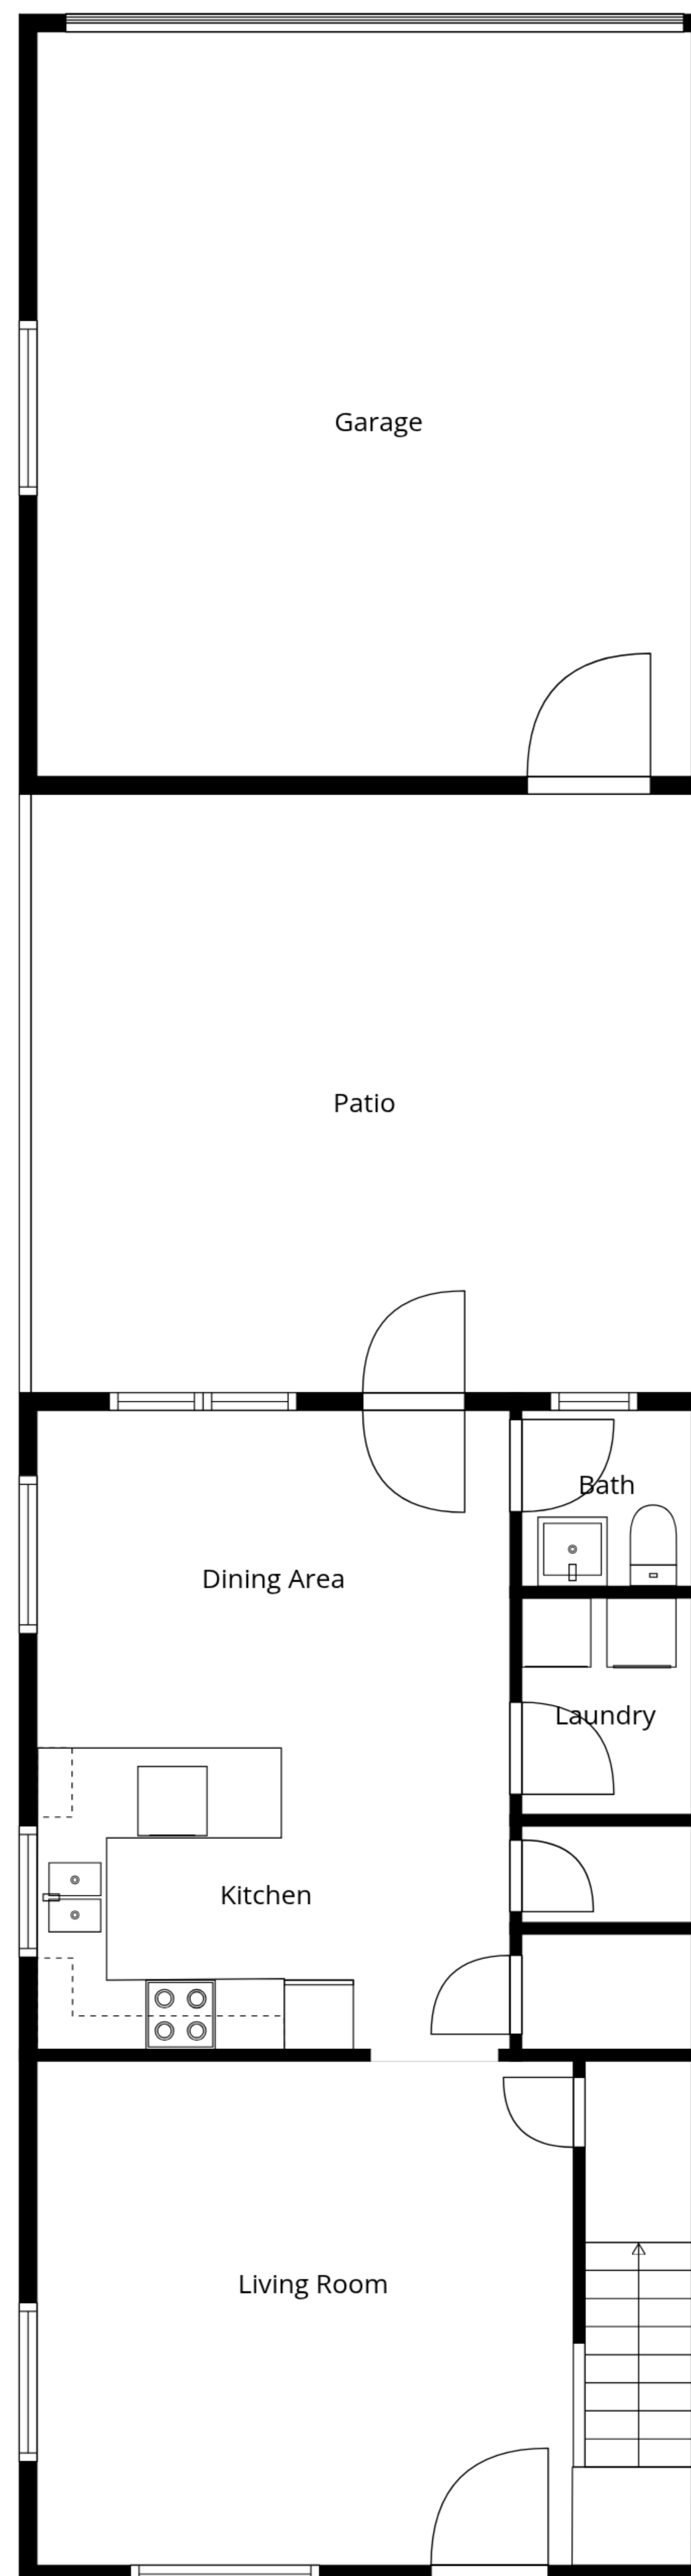 Garage
Patio
Bath
Dining Area
Laundry
Kitchen
Living Room